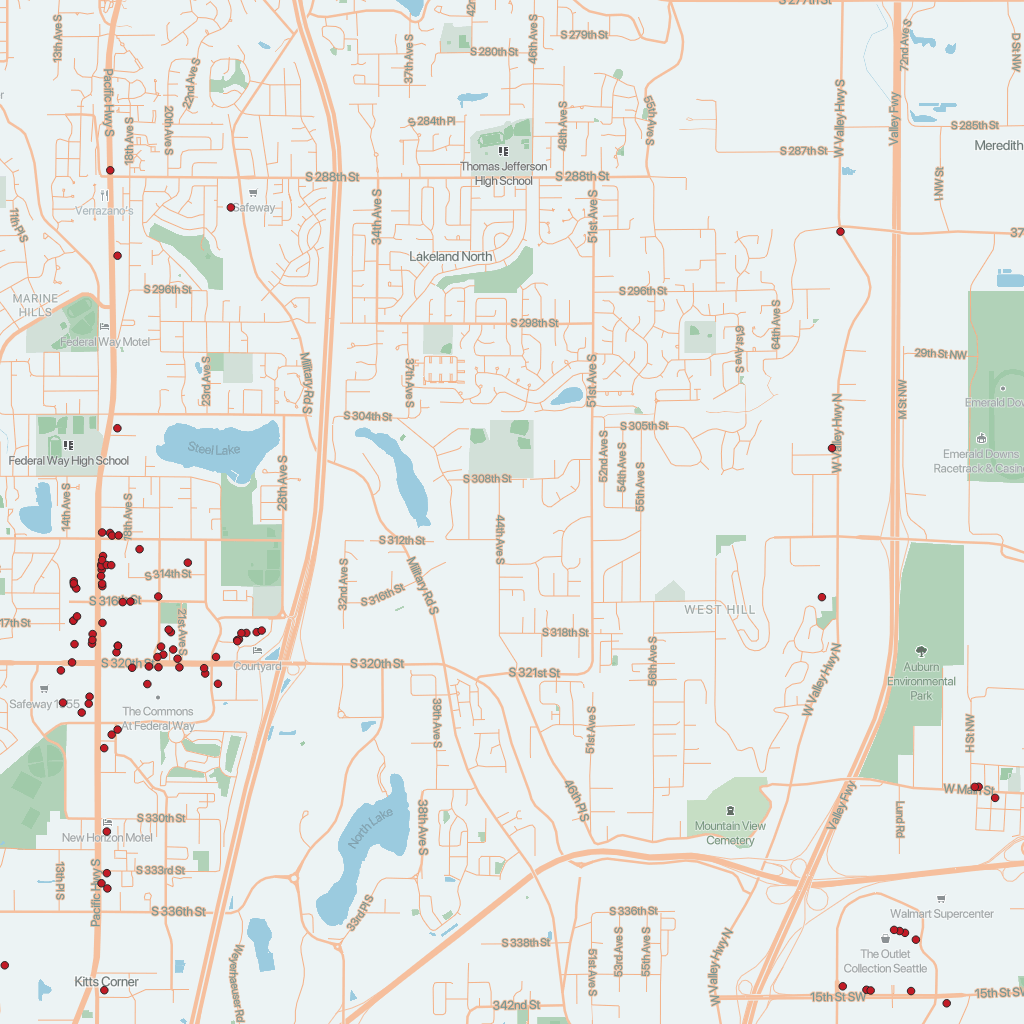 S 277th St
42n
13th Ave S
37th Ave S
46th Ave S
S 279th St
S 280th St
72nd Ave S
D St NW
Pacific Hwy S
22nd Ave S
20th Ave S
18th Ave S
S 284th Pl
48th Ave S
55th Ave S
W Valley Hwy S
Valley Fwy
S 285th St
Meredith
S 287th St
Thomas Jefferson
High School
S 288th St
S 288th St
34th Ave S
51st Ave S
N St NW
Safeway
Verrazano's
11th Pl S
37
Lakeland North
MARINE
HILLS
S 296th St
S 296th St
64th Ave S
S 298th St
61st Ave S
Federal Way Motel
Military Rd S
23rd Ave S
37th Ave S
51st Ave S
29th St NW
M St NW
Emerald Dow
S 304th St
S 305th St
W Valley Hwy N
Steel Lake
Federal Way High School
52nd Ave S
54th Ave S
55th Ave S
Emerald Downs
Racetrack & Casino
28th Ave S
S 308th St
14th Ave S
18th Ave S
44th Ave S
S 312th St
S 314th St
32nd Ave S
Military Rd S
S 316th St
S 316th St
WEST HILL
17th St
21st Ave S
S 318th St
56th Ave S
S 320th St
Courtyard
S 320th St
S 321st St
Auburn
Environmental
Park
W Valley Hwy N
Safeway 1555
The Commons
At Federal Way
39th Ave S
51st Ave S
H St NW
46th Pl S
W Main St
S 330th St
New Horizon Motel
North Lake
38th Ave S
Mountain View
Cemetery
Valley Fwy
Lund Rd
13th Pl S
S 333rd St
Pacific Hwy S
S 336th St
33rd Pl S
S 336th St
Walmart Supercenter
Weyerhaeuser Rd
S 338th St
51st Ave S
53rd Ave S
55th Ave S
W Valley Hwy N
The Outlet
Collection Seattle
Kitts Corner
342nd St
15th St SW
15th St SW